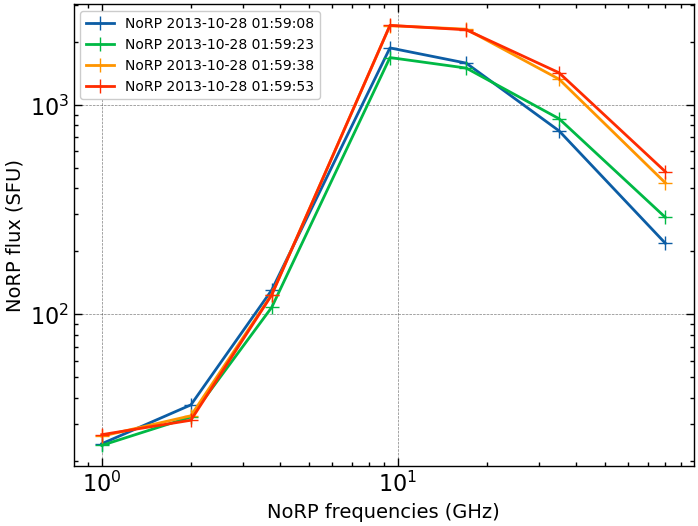 NoRP 2013-10-28 01:59:08
NoRP 2013-10-28 01:59:23
NoRP 2013-10-28 01:59:38
NoRP 2013-10-28 01:59:53
10³
10²
NoRP flux (SFU)
10⁰ 10¹
NoRP frequencies (GHz)